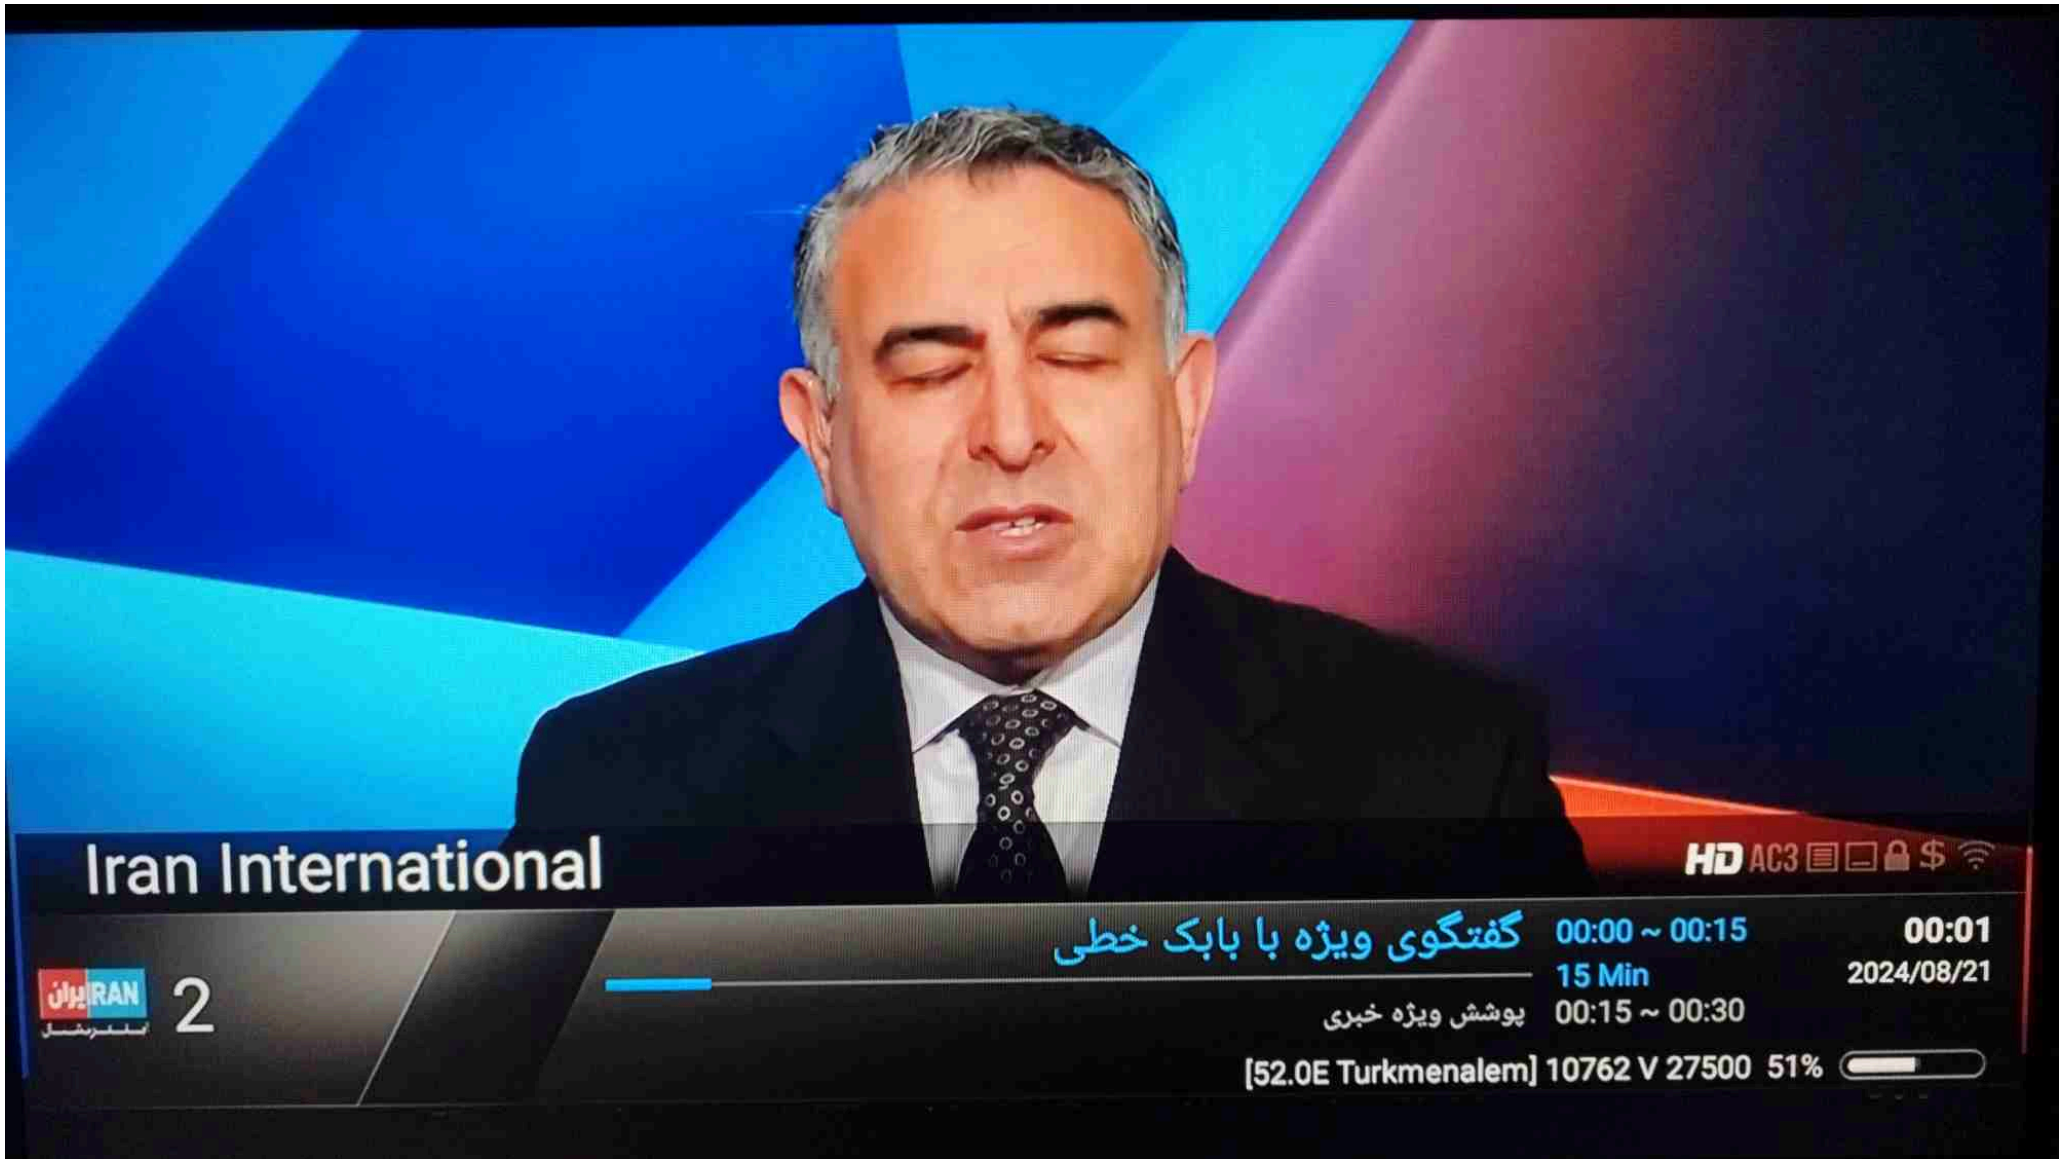 Iran International
HD AC3 $
گفتگوی ویژه با بابک خطی 00:00 ~ 00:15 00:01
15 Min 2024/08/21
ایران IRAN
اینترنشنال
2
پوشش ویژه خبری 00:15 ~ 00:30
[52.0E Turkmenalem] 10762 V 27500 51%